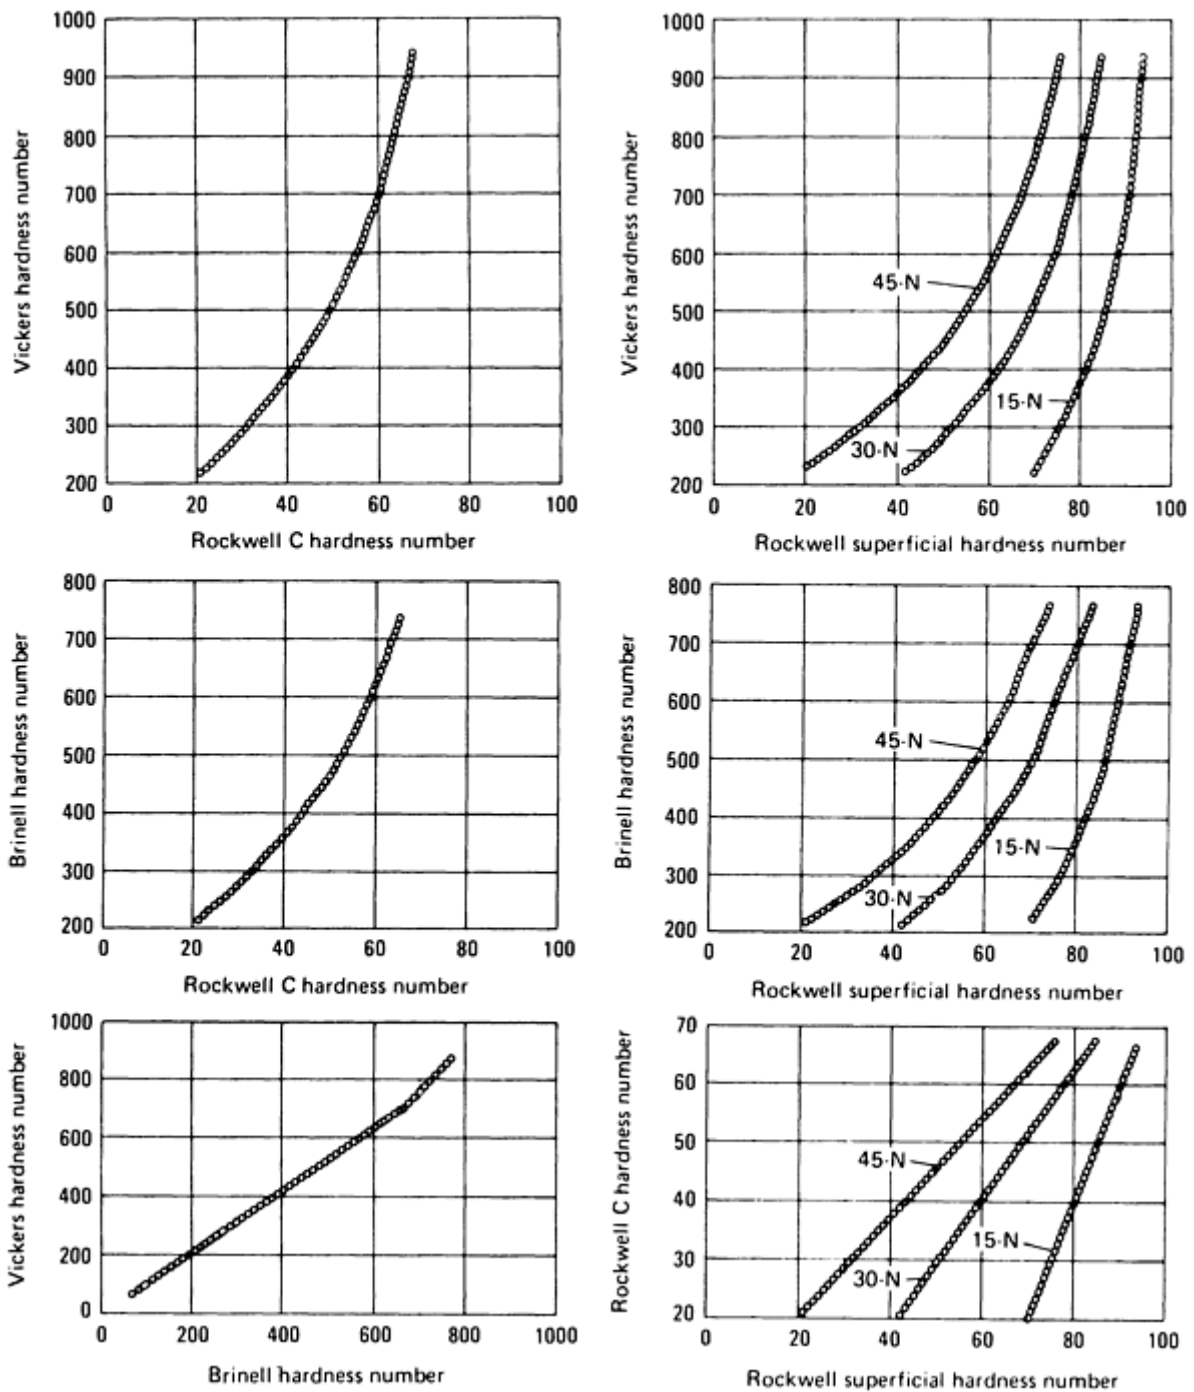 1000
900
800
700
600
500
400
300
200
0 20 40 60 80 100
Vickers hardness number
Rockwell C hardness number
1000
900
800
700
600
500
400
300
200
0 20 40 60 80 100
Vickers hardness number
45-N
30-N
15-N
Rockwell superficial hardness number
800
700
600
500
400
300
200
0 20 40 60 80 100
Brinell hardness number
Rockwell C hardness number
800
700
600
500
400
300
200
0 20 40 60 80 100
Brinell hardness number
45-N
15-N
30-N
Rockwell superficial hardness number
1000
800
600
400
200
0
0 200 400 600 800 1000
Vickers hardness number
Brinell hardness number
70
60
50
40
30
20
0 20 40 60 80 100
Rockwell C hardness number
45-N
15-N
30-N
Rockwell superficial hardness number